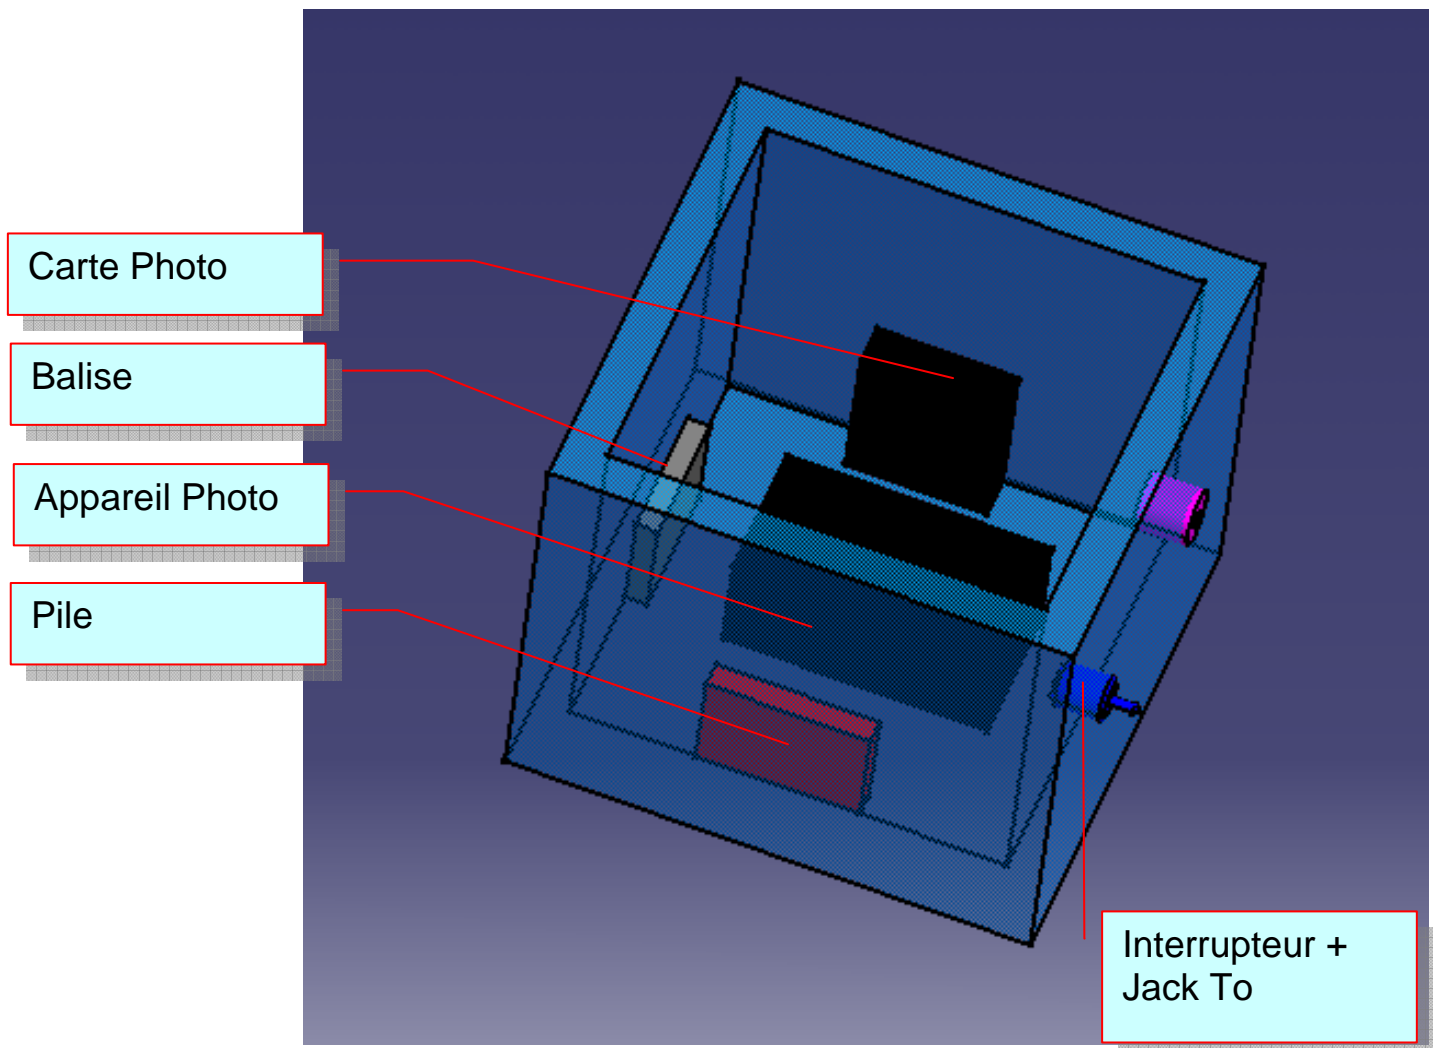 Carte Photo
Balise
Appareil Photo
Pile
Interrupteur +
Jack To